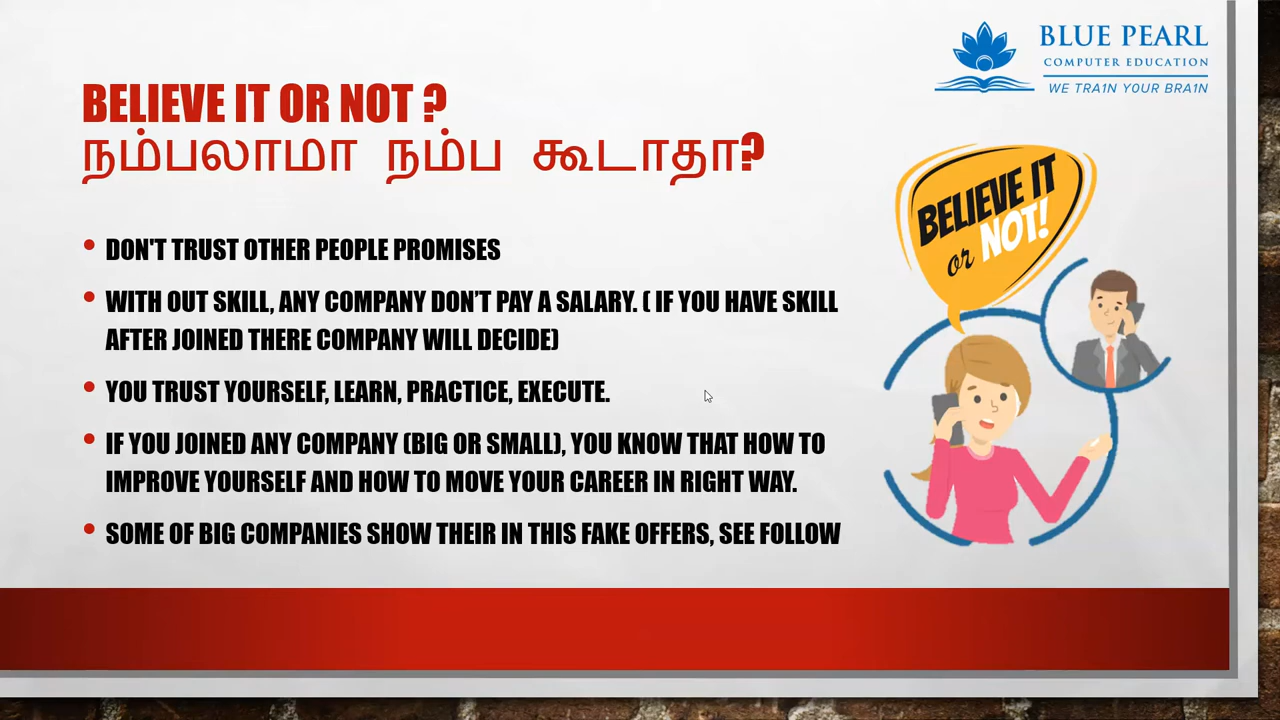 BLUE PEARL
COMPUTER EDUCATION
WE TRA1N Y0UR BRA1N
BELIEVE IT OR NOT ?
நம்பலாமா நம்ப கூடாதா?
BELIEVE IT
or NOT!
• DON'T TRUST OTHER PEOPLE PROMISES
• WITH OUT SKILL, ANY COMPANY DON’T PAY A SALARY. ( IF YOU HAVE SKILL
AFTER JOINED THERE COMPANY WILL DECIDE)
• YOU TRUST YOURSELF, LEARN, PRACTICE, EXECUTE.
• IF YOU JOINED ANY COMPANY (BIG OR SMALL), YOU KNOW THAT HOW TO
IMPROVE YOURSELF AND HOW TO MOVE YOUR CAREER IN RIGHT WAY.
• SOME OF BIG COMPANIES SHOW THEIR IN THIS FAKE OFFERS, SEE FOLLOW